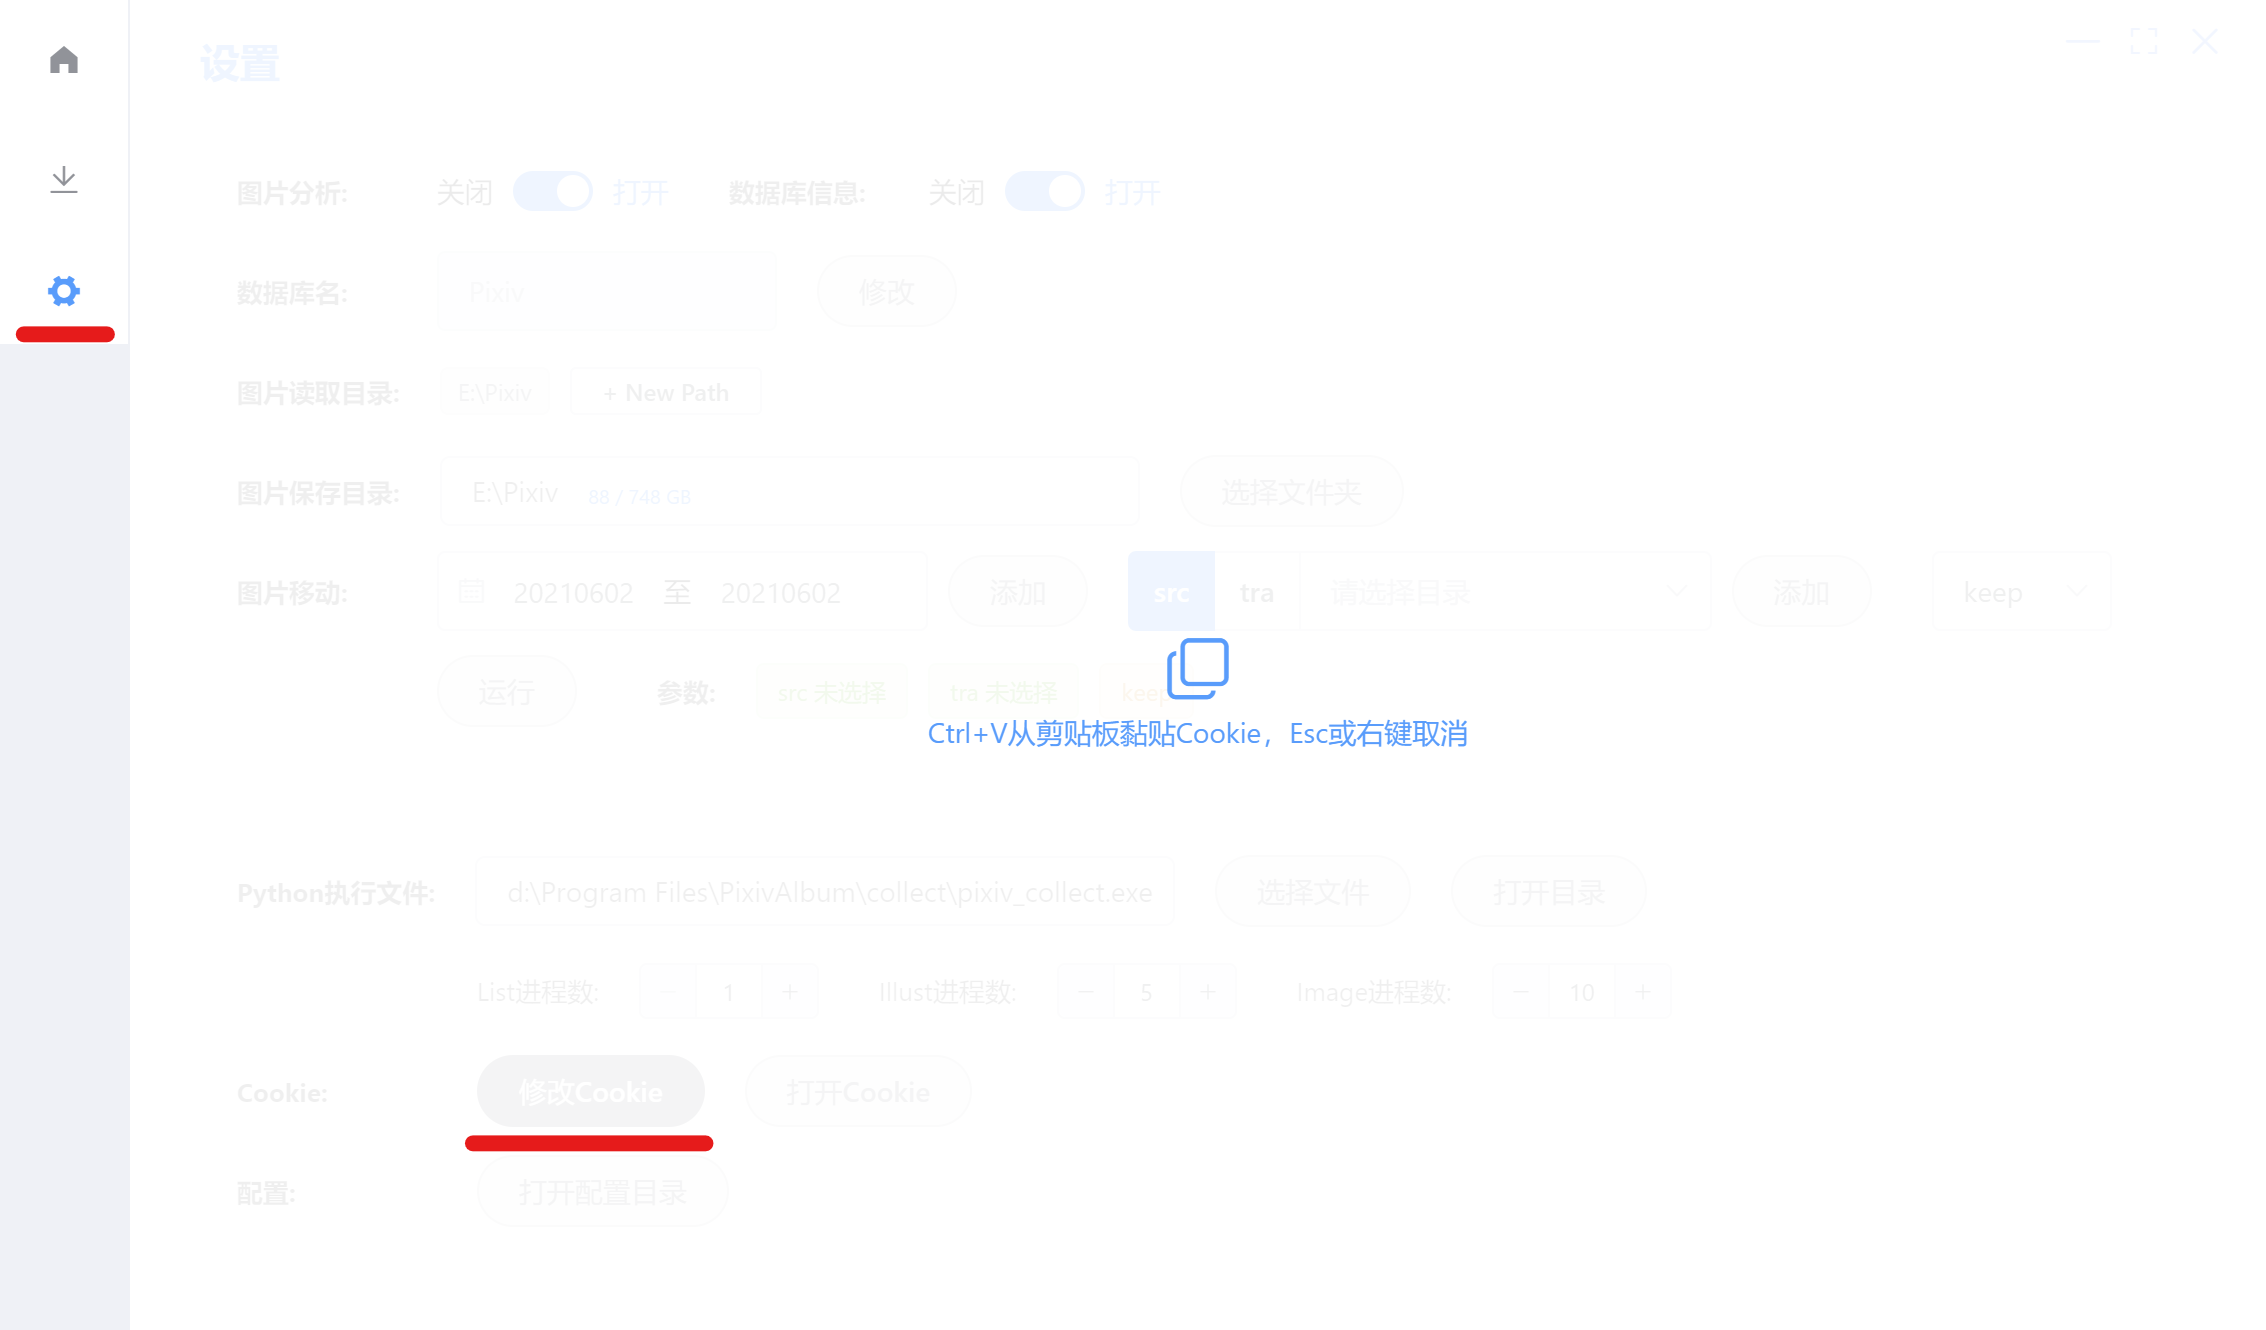 设置
图片分析: 关闭 打开 数据库信息: 关闭 打开
数据库名: Pixiv 修改
图片读取目录: E:\Pixiv + New Path
图片保存目录: E:\Pixiv 88 / 748 GB 选择文件夹
图片移动: 20210602 至 20210602 添加 src tra 请选择目录 添加 keep
运行 参数: src 未选择 tra 未选择 keep
Ctrl+V从剪贴板黏贴Cookie，Esc或右键取消
Python执行文件: d:\Program Files\PixivAlbum\collect\pixiv_collect.exe 选择文件 打开目录
List进程数: - 1 + Illust进程数: - 5 + Image进程数: - 10 +
Cookie: 修改Cookie 打开Cookie
配置: 打开配置目录